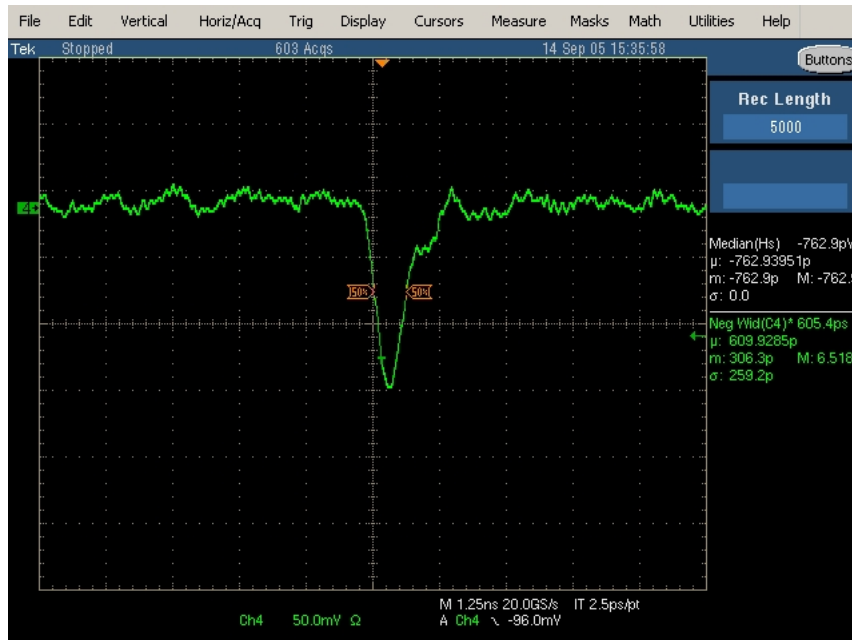 File Edit Vertical Horiz/Acq Trig Display Cursors Measure Masks Math Utilities Help
Tek Stopped 603 Acqs 14 Sep 05 15:35:58
Buttons
Rec Length
5000
Median(Hs) -762.9pV
µ: -762.93951p
m: -762.9p M: -762.9
σ: 0.0
4
50% 50%
Neg Wid(C4)* 605.4ps
µ: 609.9285p
m: 306.3p M: 6.518
σ: 259.2p
M 1.25ns 20.0GS/s IT 2.5ps/pt
Ch4 50.0mV Ω A Ch4 -96.0mV